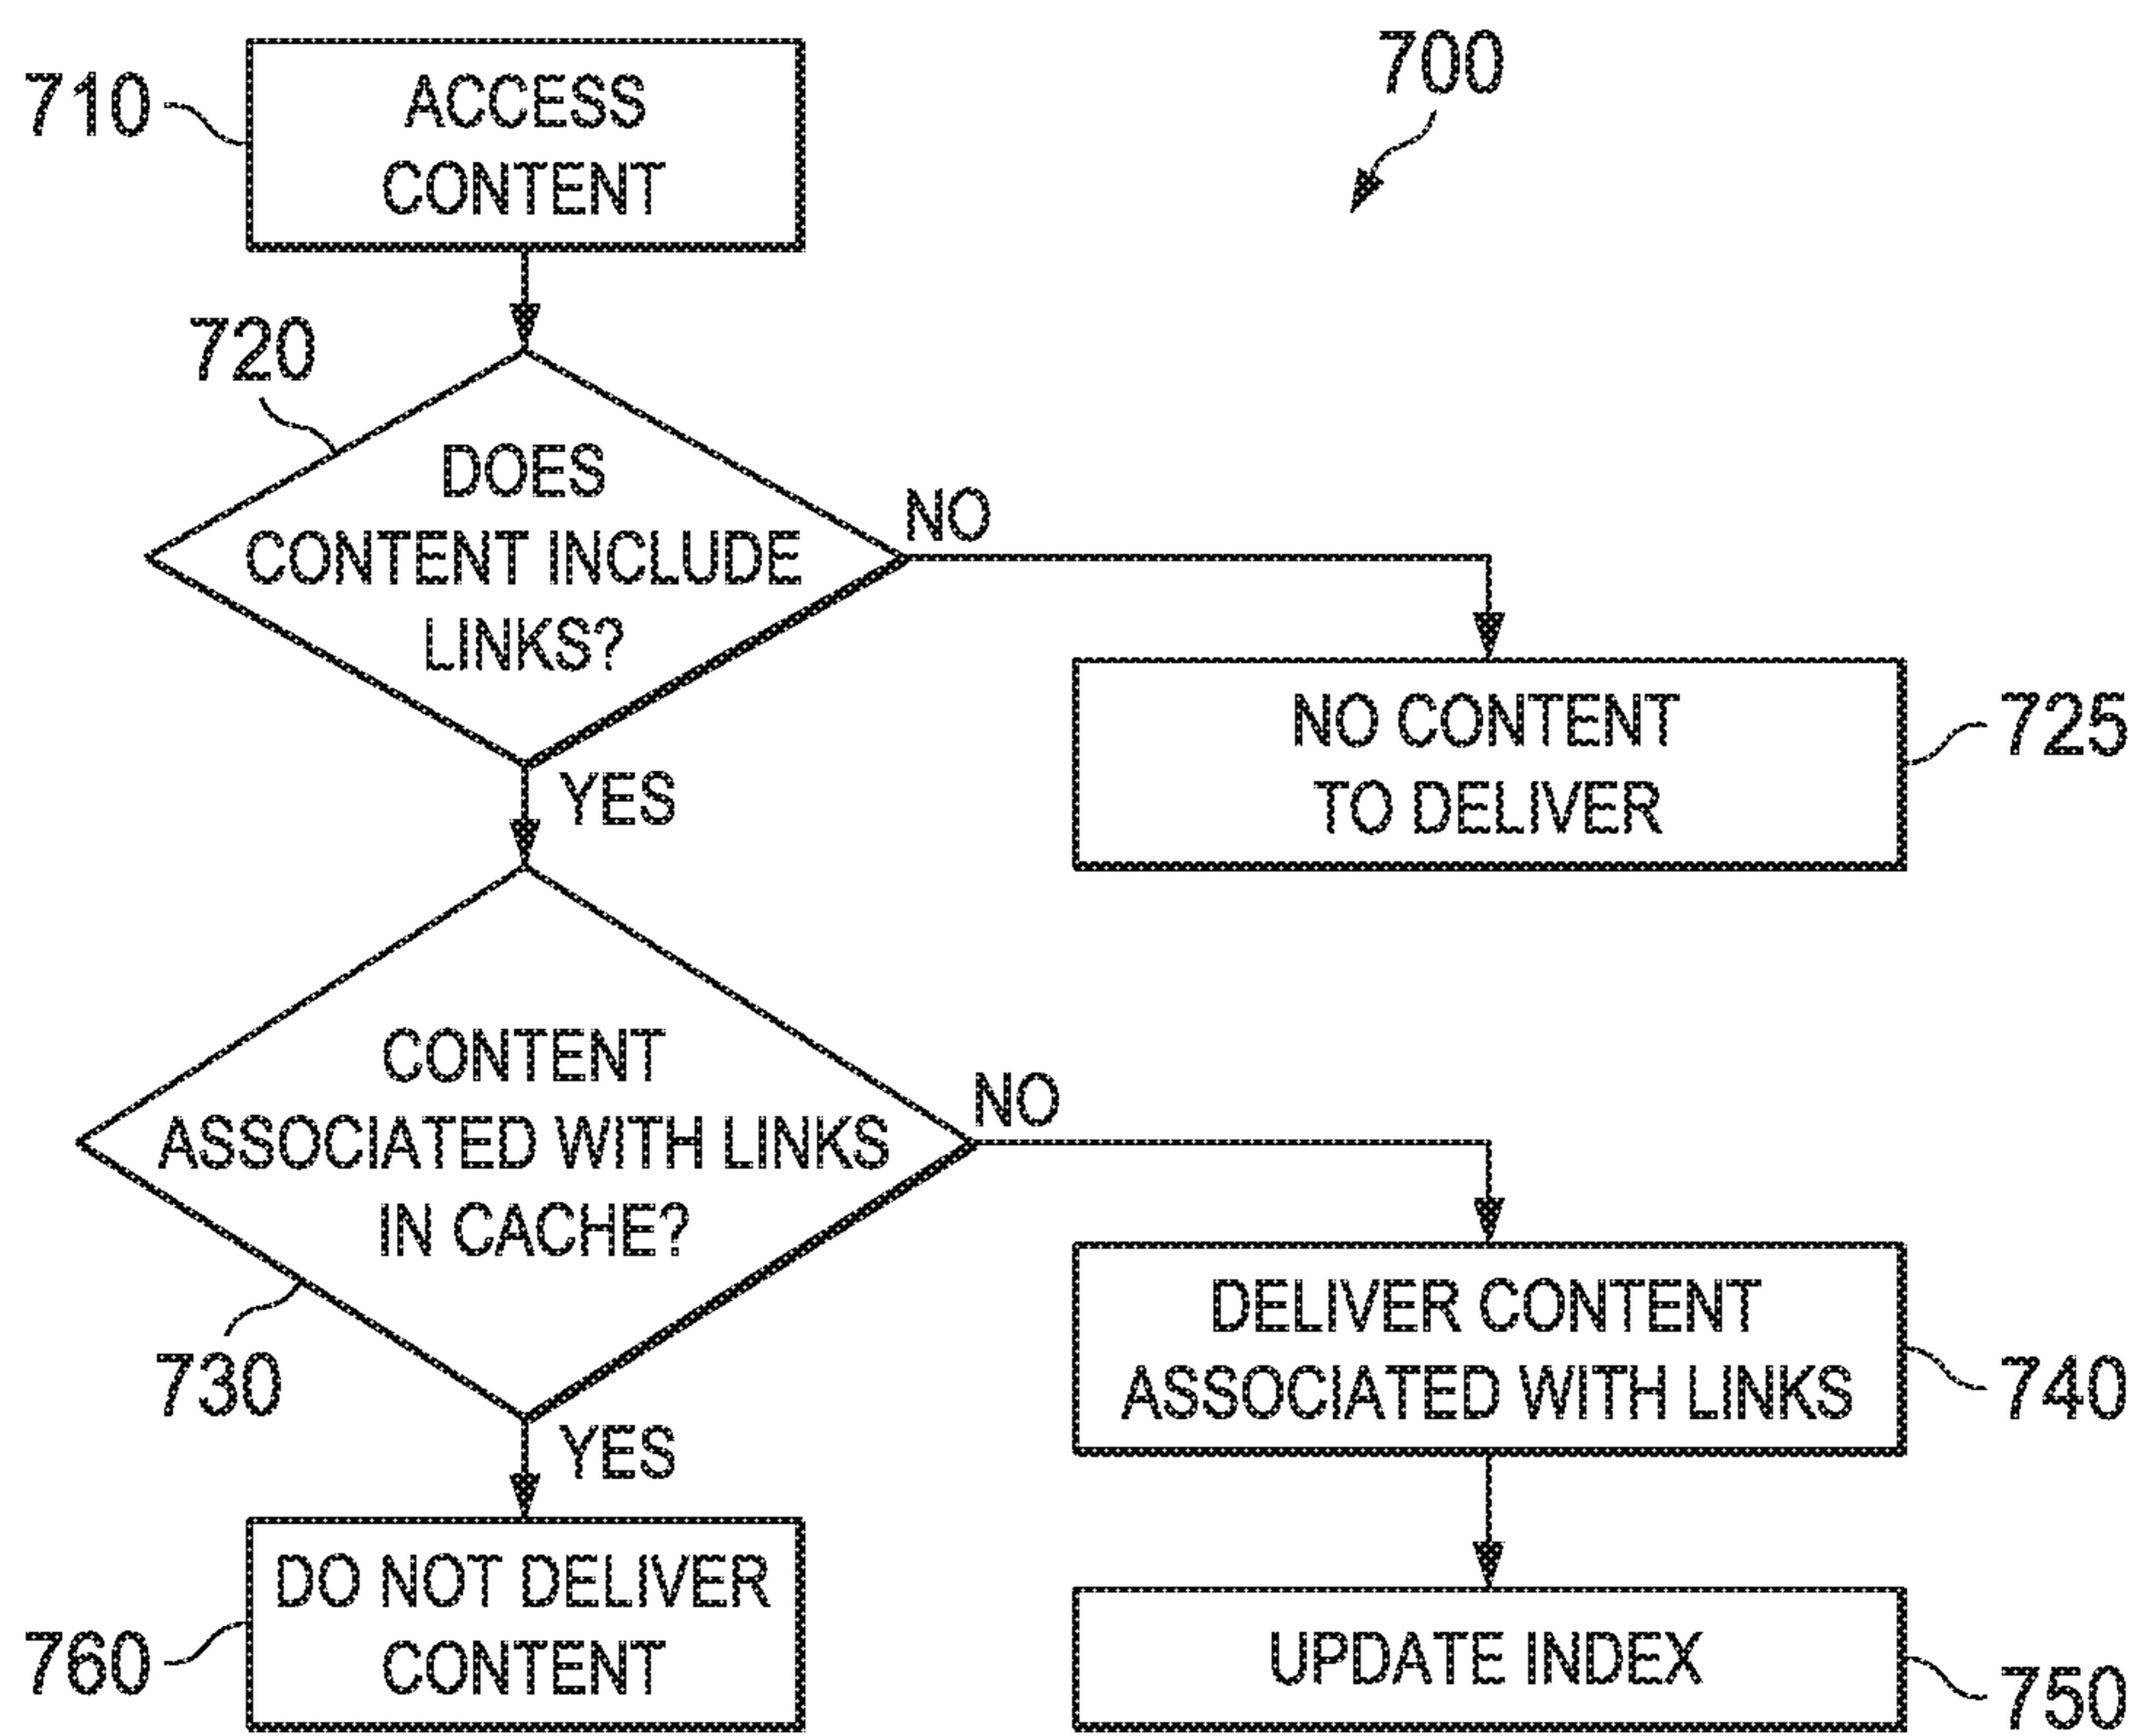 700
710
ACCESS
CONTENT
720
DOES
CONTENT INCLUDE
LINKS?
NO
NO CONTENT
TO DELIVER
725
YES
CONTENT
ASSOCIATED WITH LINKS
IN CACHE?
730
NO
DELIVER CONTENT
ASSOCIATED WITH LINKS
740
YES
DO NOT DELIVER
CONTENT
760
UPDATE INDEX
750